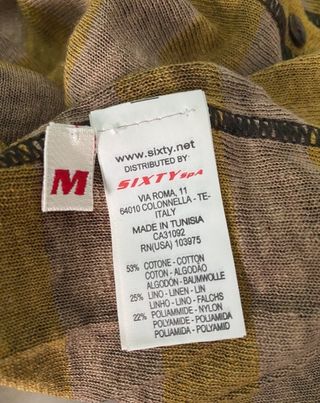 M
www.sixty.net
DISTRIBUTED BY
SIXTY SpA
VIA ROMA, 11
64010 COLONNELLA - TE-
ITALY
MADE IN TUNISIA
CA31092
RN(USA) 103975
53% COTONE - COTTON
COTON - ALGODÃO
ALGODON - BAUMWOLLE
25% LINO - LINEN - LIN
LINHO - LINO - FALCHS
22% POLIAMMIDE - NYLON
POLYAMIDE - POLIAMIDA
POLIAMIDA - POLYAMID